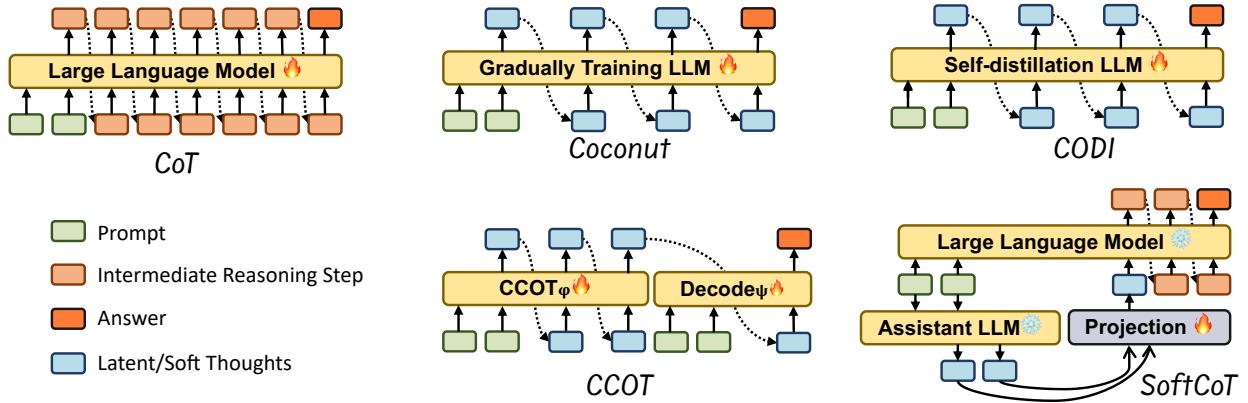 Large Language Model
CoT
Gradually Training LLM
Coconut
Self-distillation LLM
CODI
Prompt
Intermediate Reasoning Step
Answer
Latent/Soft Thoughts
CCOTφ
Decodeψ
CCOT
Large Language Model
Assistant LLM
Projection
SoftCoT